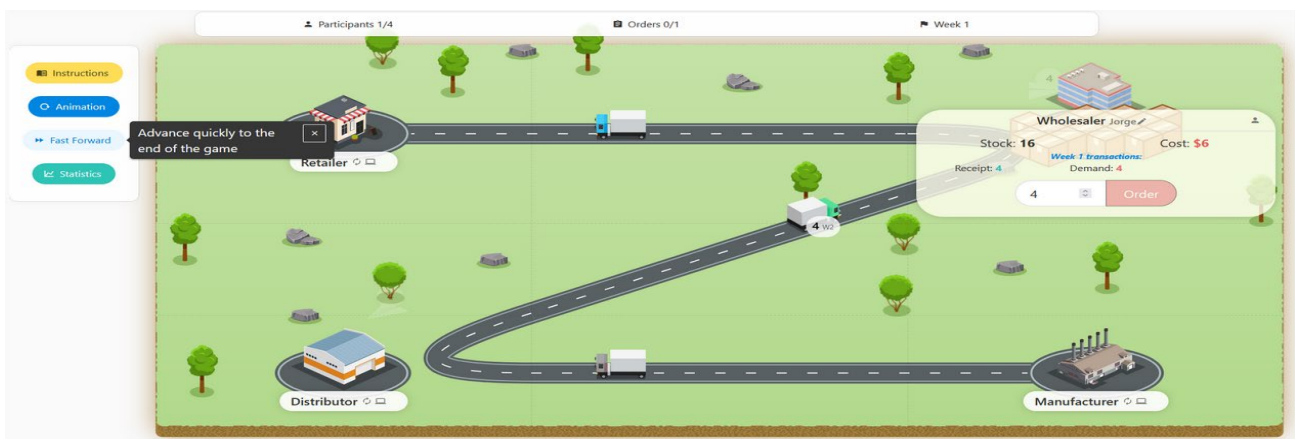 Participants 1/4
Orders 0/1
Week 1
Instructions
Animation
Fast Forward
Statistics
Advance quickly to the
end of the game
×
Retailer
4
Wholesaler Jorge
Stock: 16
Cost: $6
Week 1 transactions:
Receipt: 4
Demand: 4
4
Order
4 W2
Distributor
Manufacturer